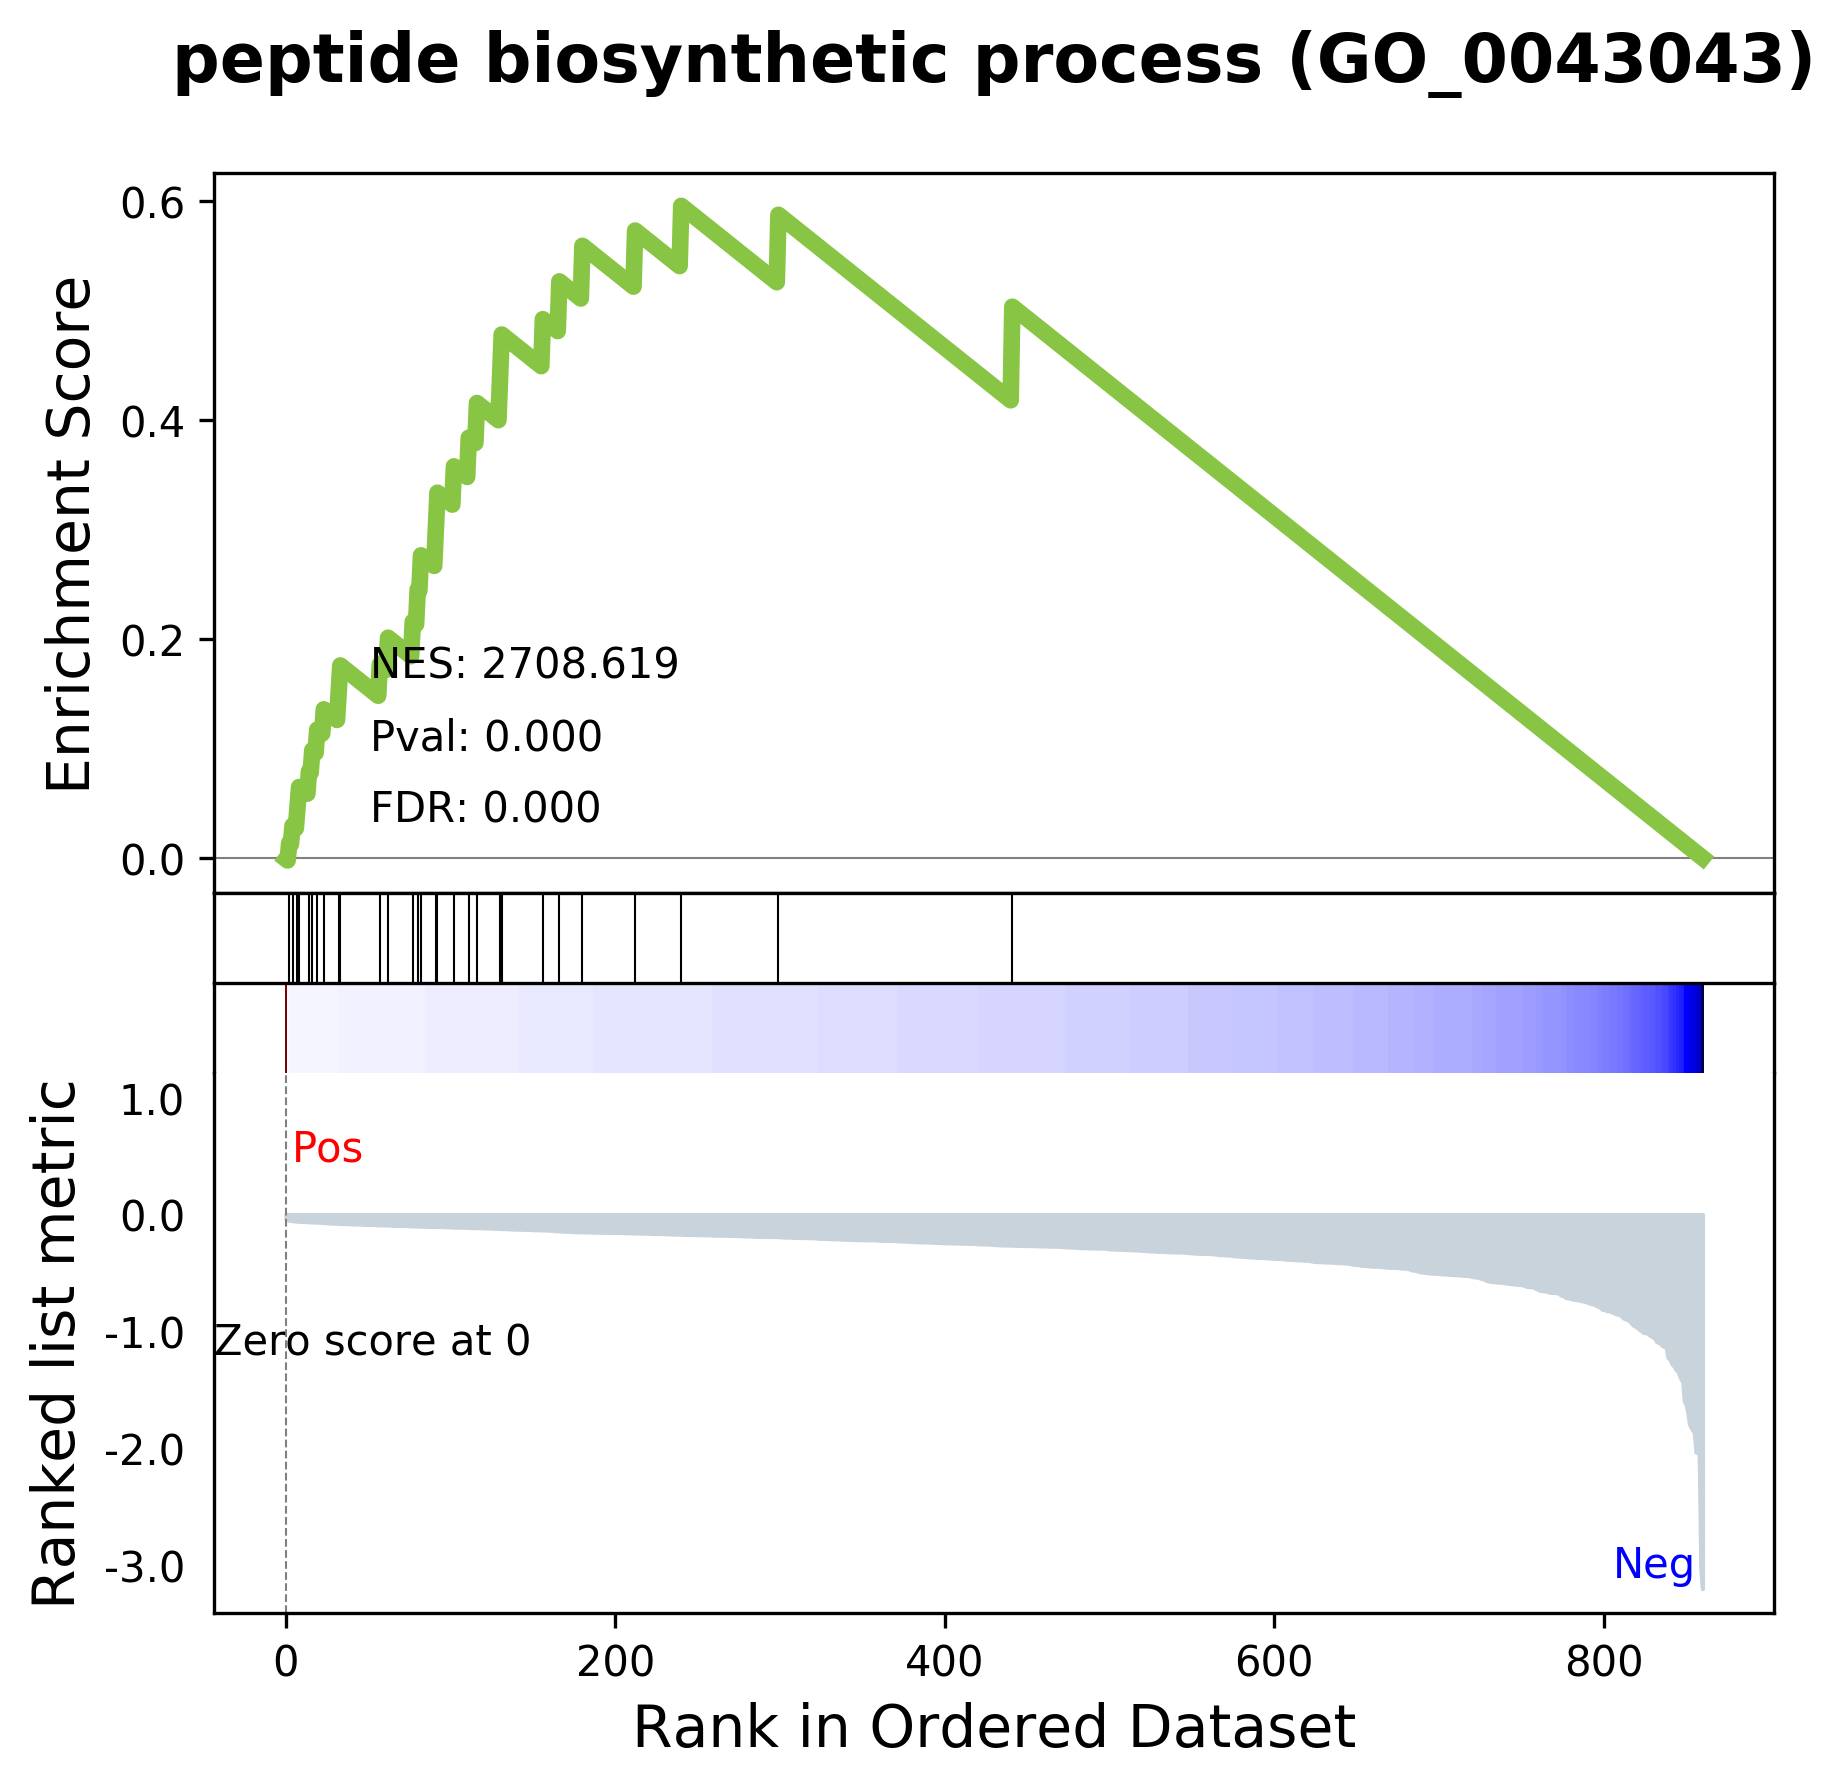 peptide biosynthetic process (GO_0043043)
0.6
0.4
0.2
0.0
Enrichment Score
NES: 2708.619
Pval: 0.000
FDR: 0.000
1.0
0.0
-1.0
-2.0
-3.0
Ranked list metric
Pos
Zero score at 0
Neg
0
200
400
600
800
Rank in Ordered Dataset